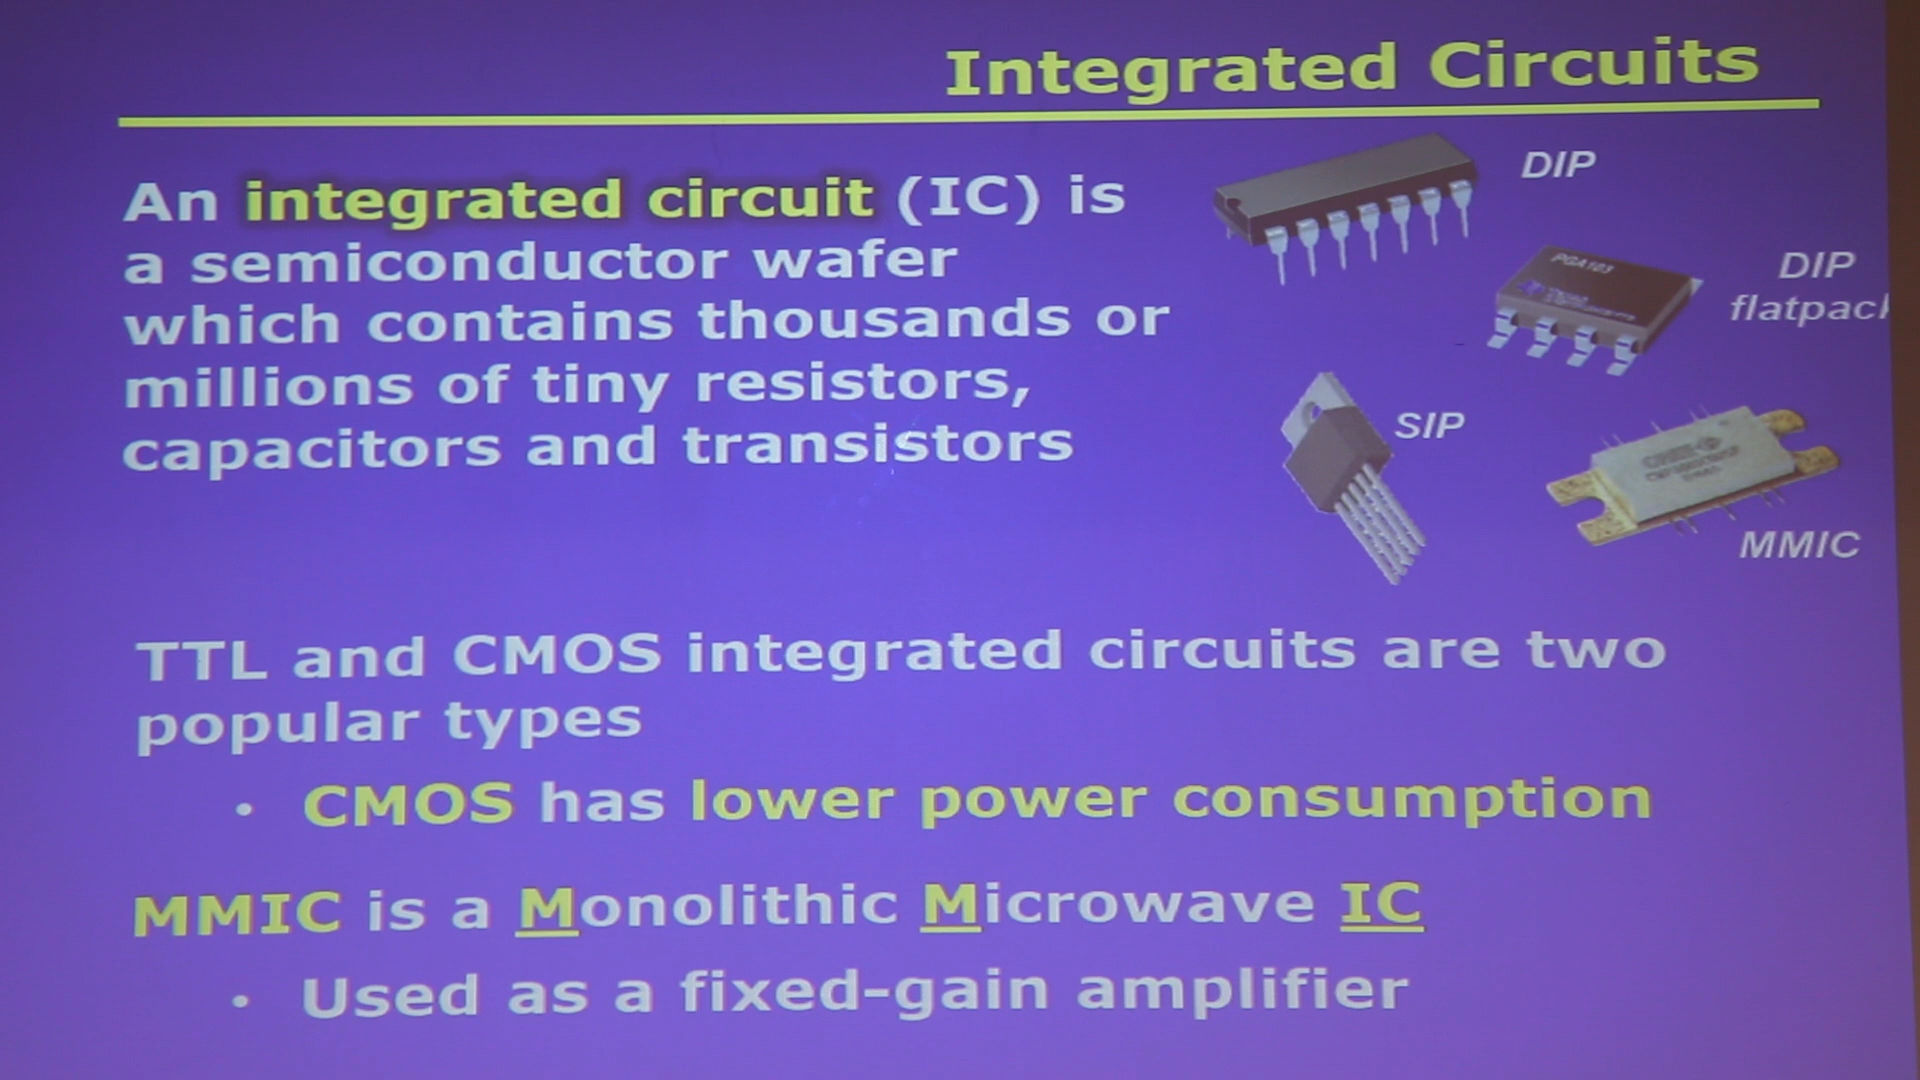 Integrated Circuits
An integrated circuit (IC) is
a semiconductor wafer
which contains thousands or
millions of tiny resistors,
capacitors and transistors
DIP
PGA103
DIP
flatpack
SIP
MMIC
TTL and CMOS integrated circuits are two
popular types
• CMOS has lower power consumption
MMIC is a Monolithic Microwave IC
• Used as a fixed-gain amplifier